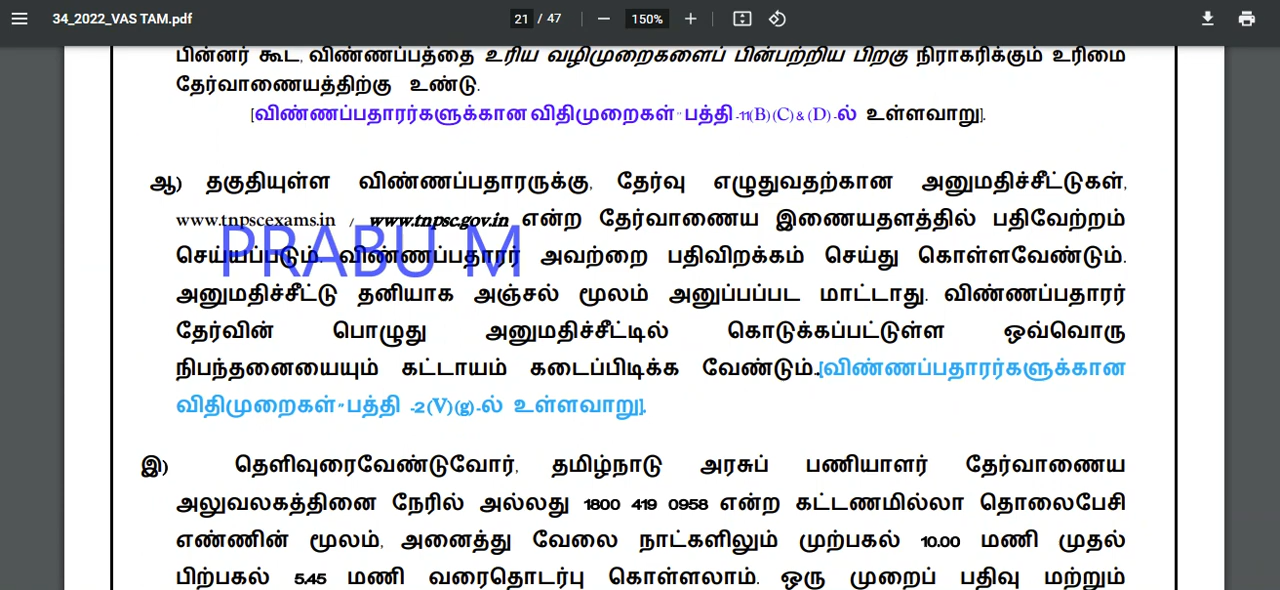 34_2022_VAS TAM.pdf
21 / 47
150%
பின்னர் கூட, விண்ணப்பத்தை உரிய வழிமுறைகளைப் பின்பற்றிய பிறகு நிராகரிக்கும் உரிமை
தேர்வாணையத்திற்கு உண்டு.
[விண்ணப்பதாரர்களுக்கான விதிமுறைகள்" பத்தி -11(B) (C) & (D) -ல் உள்ளவாறு].
ஆ) தகுதியுள்ள விண்ணப்பதாரருக்கு, தேர்வு எழுதுவதற்கான அனுமதிச்சீட்டுகள்,
www.tnpscexams.in / www.tnpsc.gov.in என்ற தேர்வாணைய இணையதளத்தில் பதிவேற்றம்
PRABU M
செய்யப்படும். விண்ணப்பதாரர் அவற்றை பதிவிறக்கம் செய்து கொள்ளவேண்டும்.
அனுமதிச்சீட்டு தனியாக அஞ்சல் மூலம் அனுப்பப்பட மாட்டாது. விண்ணப்பதாரர்
தேர்வின் பொழுது அனுமதிச்சீட்டில் கொடுக்கப்பட்டுள்ள ஒவ்வொரு
நிபந்தனையையும் கட்டாயம் கடைப்பிடிக்க வேண்டும்..[விண்ணப்பதாரர்களுக்கான
விதிமுறைகள்" பத்தி -2(V)(g)-ல் உள்ளவாறு].
இ) தெளிவுரைவேண்டுவோர், தமிழ்நாடு அரசுப் பணியாளர் தேர்வாணைய
அலுவலகத்தினை நேரில் அல்லது 1800 419 0958 என்ற கட்டணமில்லா தொலைபேசி
எண்ணின் மூலம், அனைத்து வேலை நாட்களிலும் முற்பகல் 10.00 மணி முதல்
பிற்பகல் 5.45 மணி வரைதொடர்பு கொள்ளலாம். ஒரு முறைப் பதிவு மற்றும்